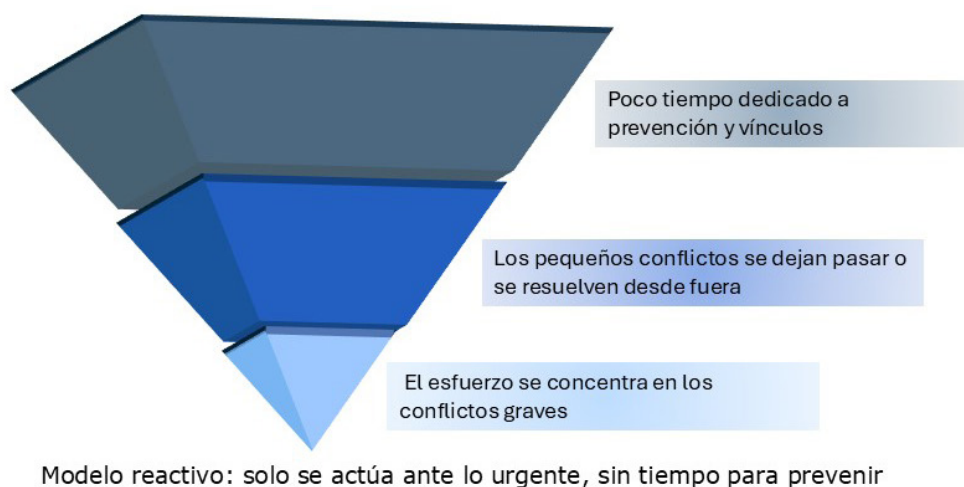 Poco tiempo dedicado a
prevención y vínculos
Los pequeños conflictos se dejan pasar o
se resuelven desde fuera
El esfuerzo se concentra en los
conflictos graves
Modelo reactivo: solo se actúa ante lo urgente, sin tiempo para prevenir